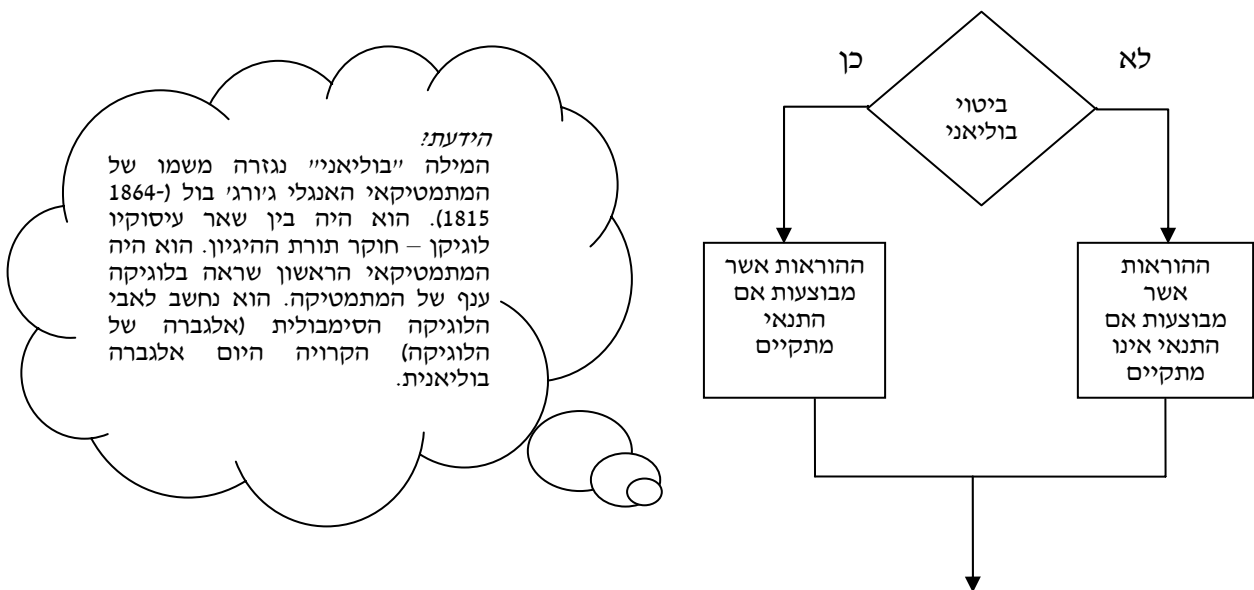 לא
כן
ביטוי
בוליאני
ההוראות
אשר
מבוצעות אם
התנאי אינו
מתקיים
ההוראות אשר
מבוצעות אם
התנאי
מתקיים
הידעת?
המילה "בוליאני" נגזרה משמו של
המתמטיקאי האנגלי ג'ורג' בול (1864-
1815). הוא היה בין שאר עיסוקיו
לוגיקן – חוקר תורת ההיגיון. הוא היה
המתמטיקאי הראשון שראה בלוגיקה
ענף של המתמטיקה. הוא נחשב לאבי
הלוגיקה הסימבולית (אלגברה של
הלוגיקה) הקרויה היום אלגברה
בוליאנית.